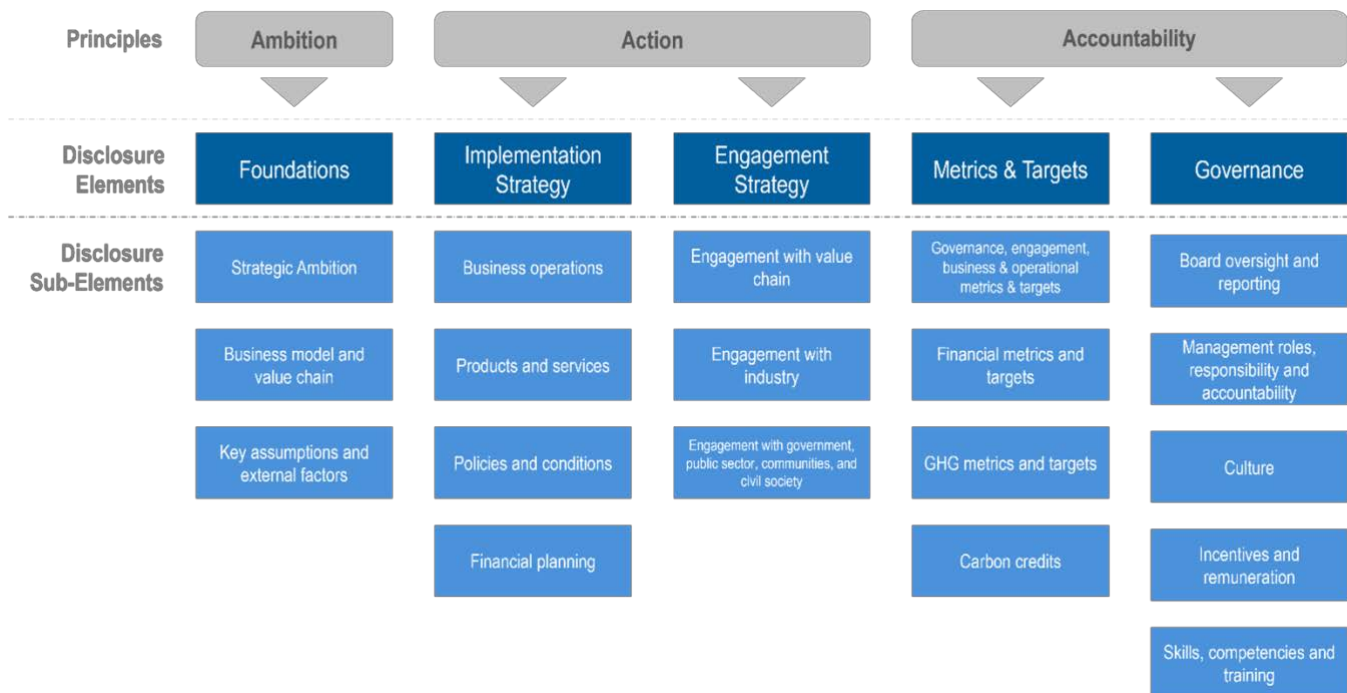 Principles
Ambition
Action
Accountability
Disclosure
Elements
Foundations
Implementation
Strategy
Engagement
Strategy
Metrics & Targets
Governance
Disclosure
Sub-Elements
Strategic Ambition
Business operations
Engagement with value
chain
Governance, engagement,
business & operational
metrics & targets
Board oversight and
reporting
Business model and
value chain
Products and services
Engagement with
industry
Financial metrics and
targets
Management roles,
responsibility and
accountability
Key assumptions and
external factors
Policies and conditions
Engagement with government,
public sector, communities, and
civil society
GHG metrics and targets
Culture
Financial planning
Carbon credits
Incentives and
remuneration
Skills, competencies and
training